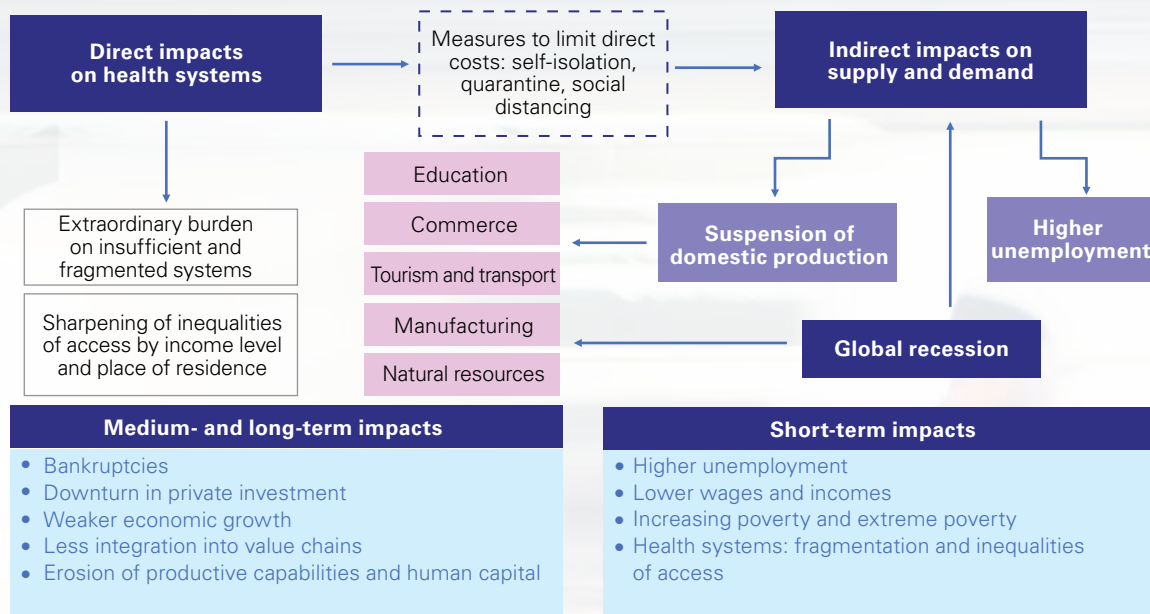 Direct impacts
on health systems
Measures to limit direct
costs: self-isolation,
quarantine, social
distancing
Indirect impacts on
supply and demand
Extraordinary burden
on insufficient and
fragmented systems
Sharpening of inequalities
of access by income level
and place of residence
Education
Commerce
Tourism and transport
Manufacturing
Natural resources
Suspension of
domestic production
Higher
unemployment
Global recession
Medium- and long-term impacts
• Bankruptcies
• Downturn in private investment
• Weaker economic growth
• Less integration into value chains
• Erosion of productive capabilities and human capital
Short-term impacts
• Higher unemployment
• Lower wages and incomes
• Increasing poverty and extreme poverty
• Health systems: fragmentation and inequalities
of access